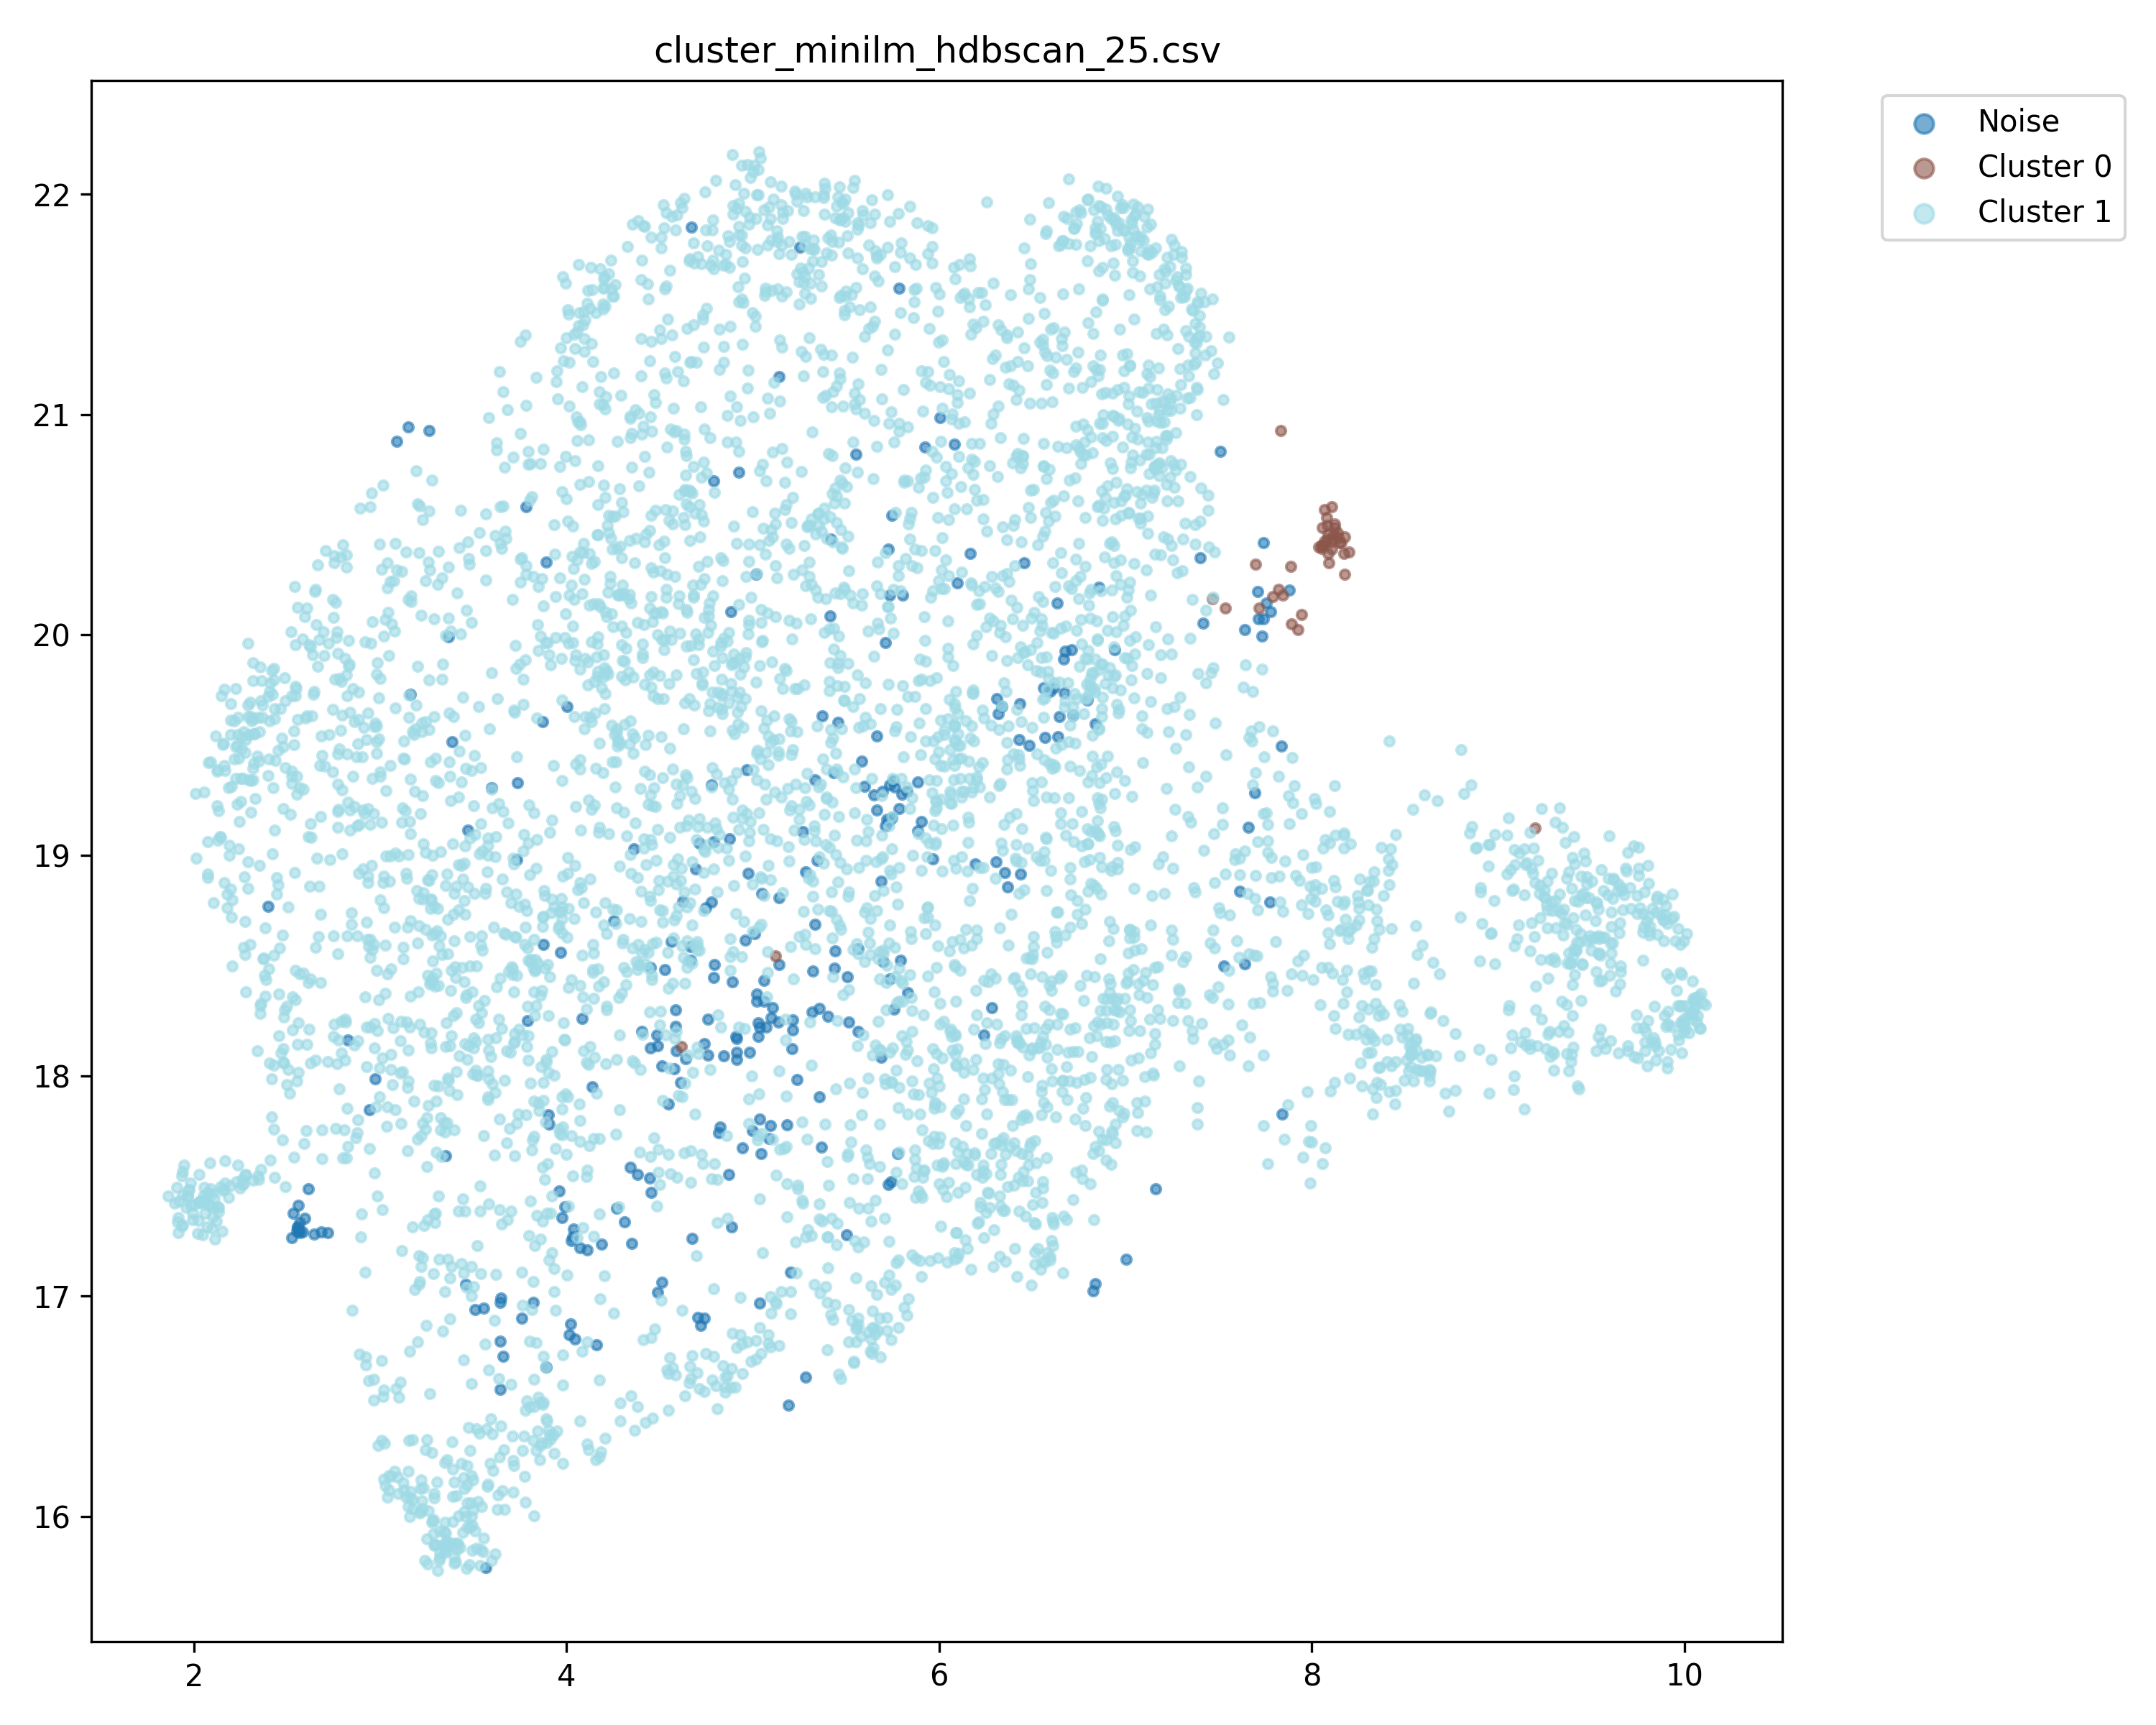 cluster_minilm_hdbscan_25.csv
Noise
Cluster 0
Cluster 1
22
21
20
19
18
17
16
2 4 6 8 10